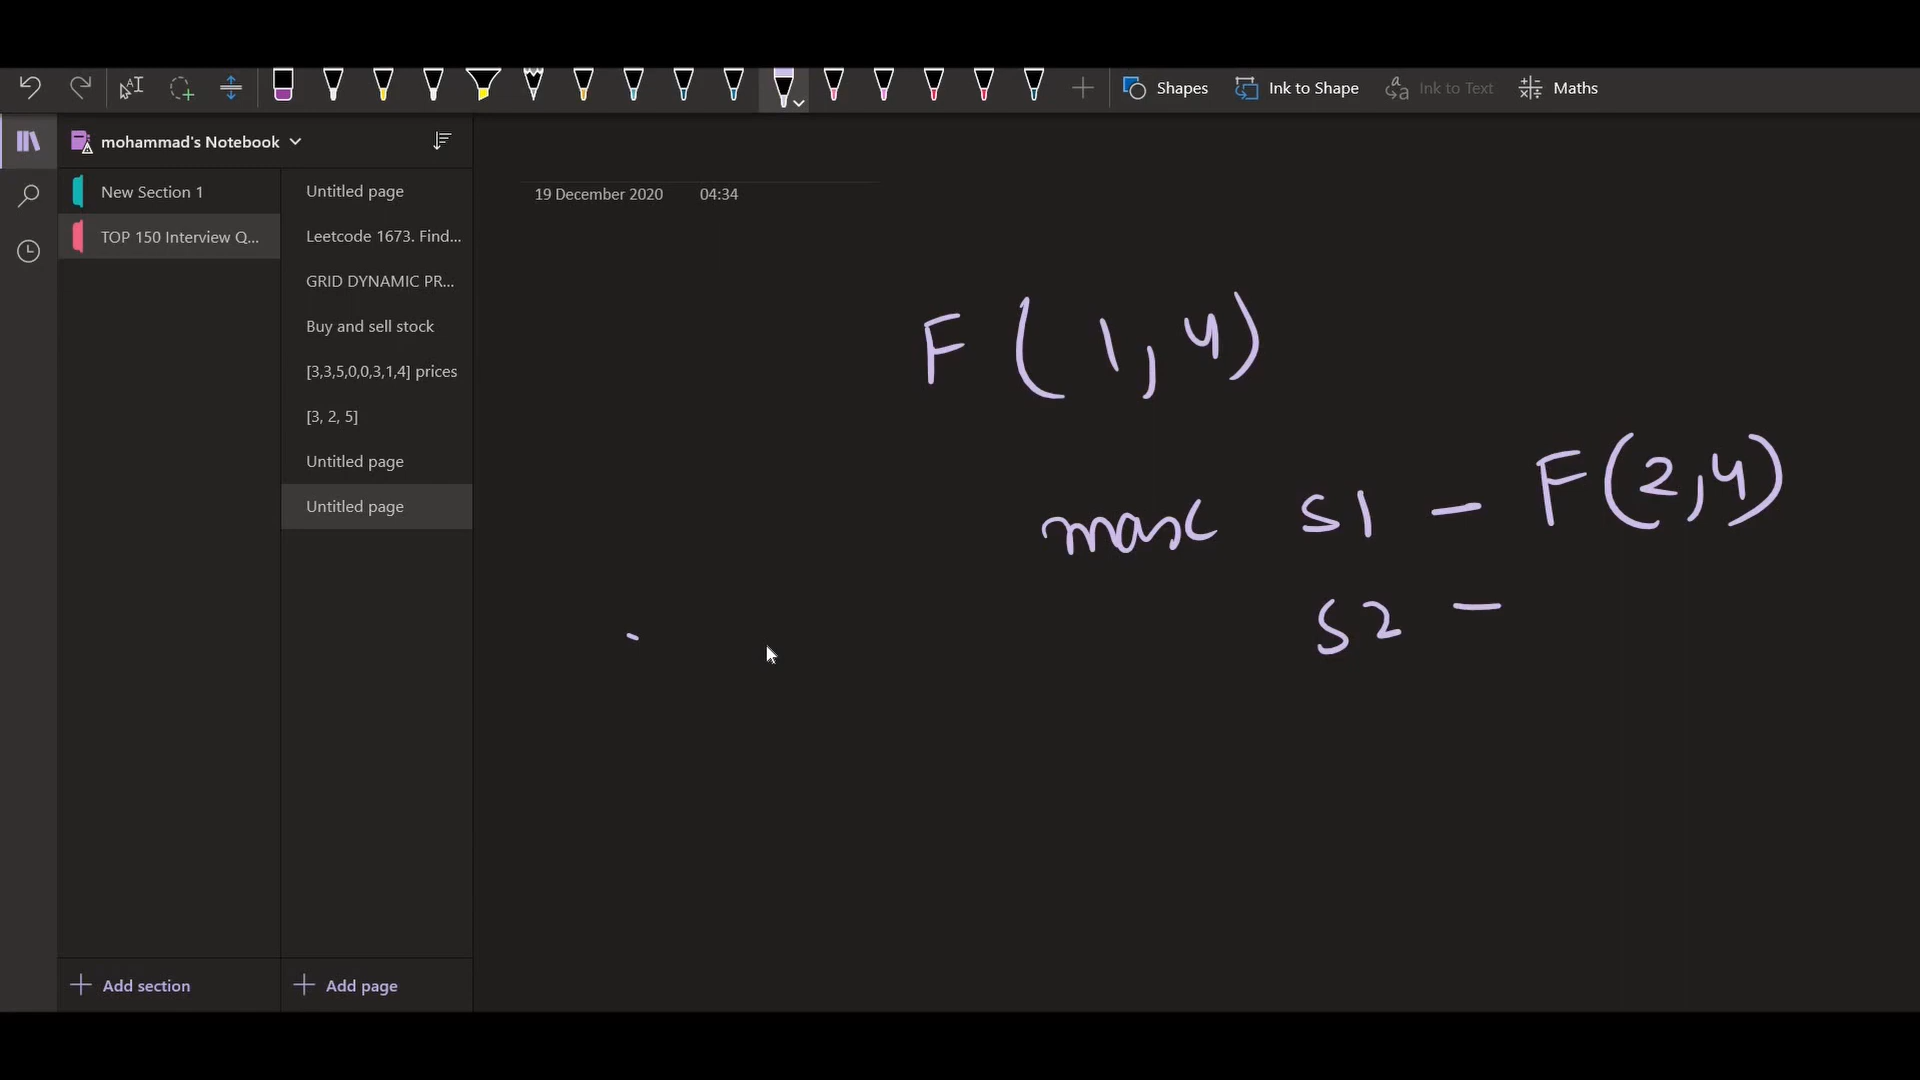 Shapes
Ink to Shape
Ink to Text
Maths
mohammad's Notebook
New Section 1
TOP 150 Interview Q...
Untitled page
Leetcode 1673. Find...
GRID DYNAMIC PR...
Buy and sell stock
[3,3,5,0,0,3,1,4] prices
[3, 2, 5]
Untitled page
Untitled page
Add section
Add page
19 December 2020 04:34
F ( 1, 4)
max S1 - F(2,4)
S2 -